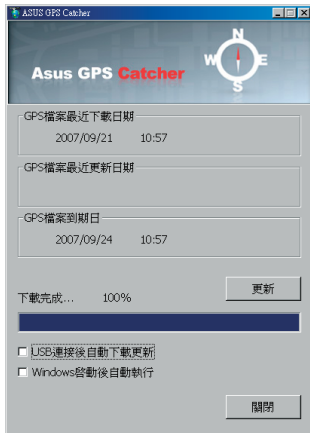 ASUS GPS Catcher
N
W E
S
Asus GPS Catcher
GPS檔案最近下載日期
2007/09/21 10:57
GPS檔案最近更新日期
GPS檔案到期日
2007/09/24 10:57
更新
下載完成... 100%
USB連接後自動下載更新
Windows啓動後自動執行
關閉